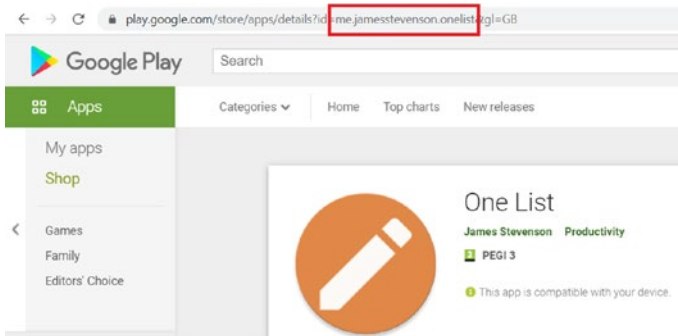 play.google.com/store/apps/details?id=me.jamesstevenson.onelist&gl=GB
Google Play
Search
Apps
Categories
Home
Top charts
New releases
My apps
Shop
Games
Family
Editors' Choice
One List
James Stevenson
Productivity
3
PEGI 3
This app is compatible with your device.